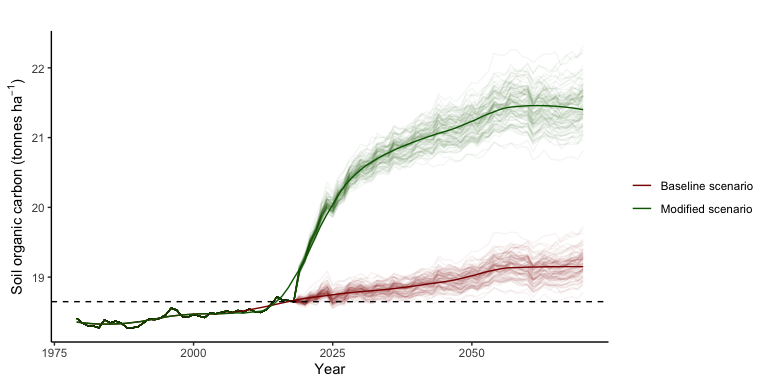 22
21
20
19
Soil organic carbon (tonnes ha⁻¹)
1975 2000 2025 2050
Year
Baseline scenario
Modified scenario